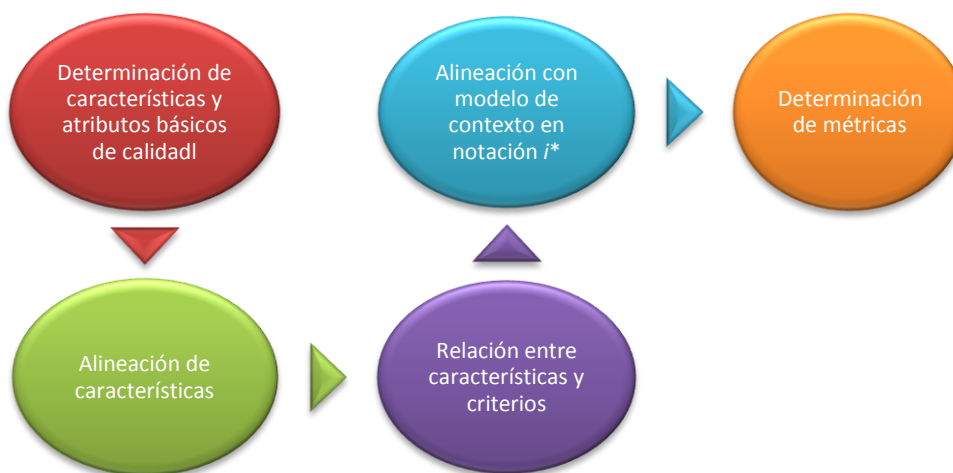 Determinación de
características y
atributos básicos
de calidadl
Alineación de
características
Relación entre
características y
criterios
Alineación con
modelo de
contexto en
notación i*
Determinación
de métricas